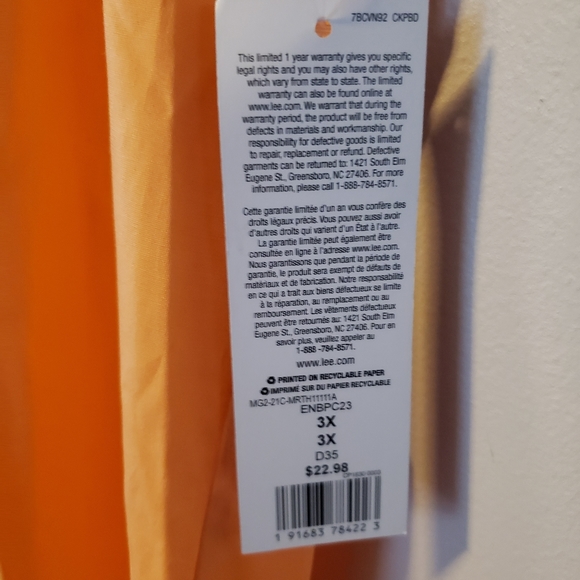 7BCVN92 CKPBD
This limited 1 year warranty gives you specific
legal rights and you may also have other rights,
which vary from state to state. The limited
warranty can also be found online at
www.lee.com. We warrant that during the
warranty period, the product will be free from
defects in materials and workmanship. Our
responsibility for defective goods is limited
to repair, replacement or refund. Defective
garments can be returned to: 1421 South Elm
Eugene St., Greensboro, NC 27406. For more
information, please call 1-888-784-8571.
Cette garantie limitée d'un an vous confère des
droits légaux précis. Vous pouvez aussi avoir
d'autres droits qui varient d'un État à l'autre.
La garantie limitée peut également être
consultée en ligne à l'adresse www.lee.com.
Nous garantissons que pendant la période de
garantie, le produit sera exempt de défauts de
matériaux et de fabrication. Notre responsabilité
en ce qui a trait aux biens défectueux se limite
à la réparation, au remplacement ou au
remboursement. Les vêtements défectueux
peuvent être retournés au: 1421 South Elm
Eugene St., Greensboro, NC 27406. Pour en
savoir plus, veuillez appeler au
1-888-784-8571.
www.lee.com
PRINTED ON RECYCLABLE PAPER
IMPRIMÉ SUR DU PAPIER RECYCLABLE
MG2-21C-MRTH11111A
ENBPC23
3X
3X
D35
$22.98
1 91683 78422 3